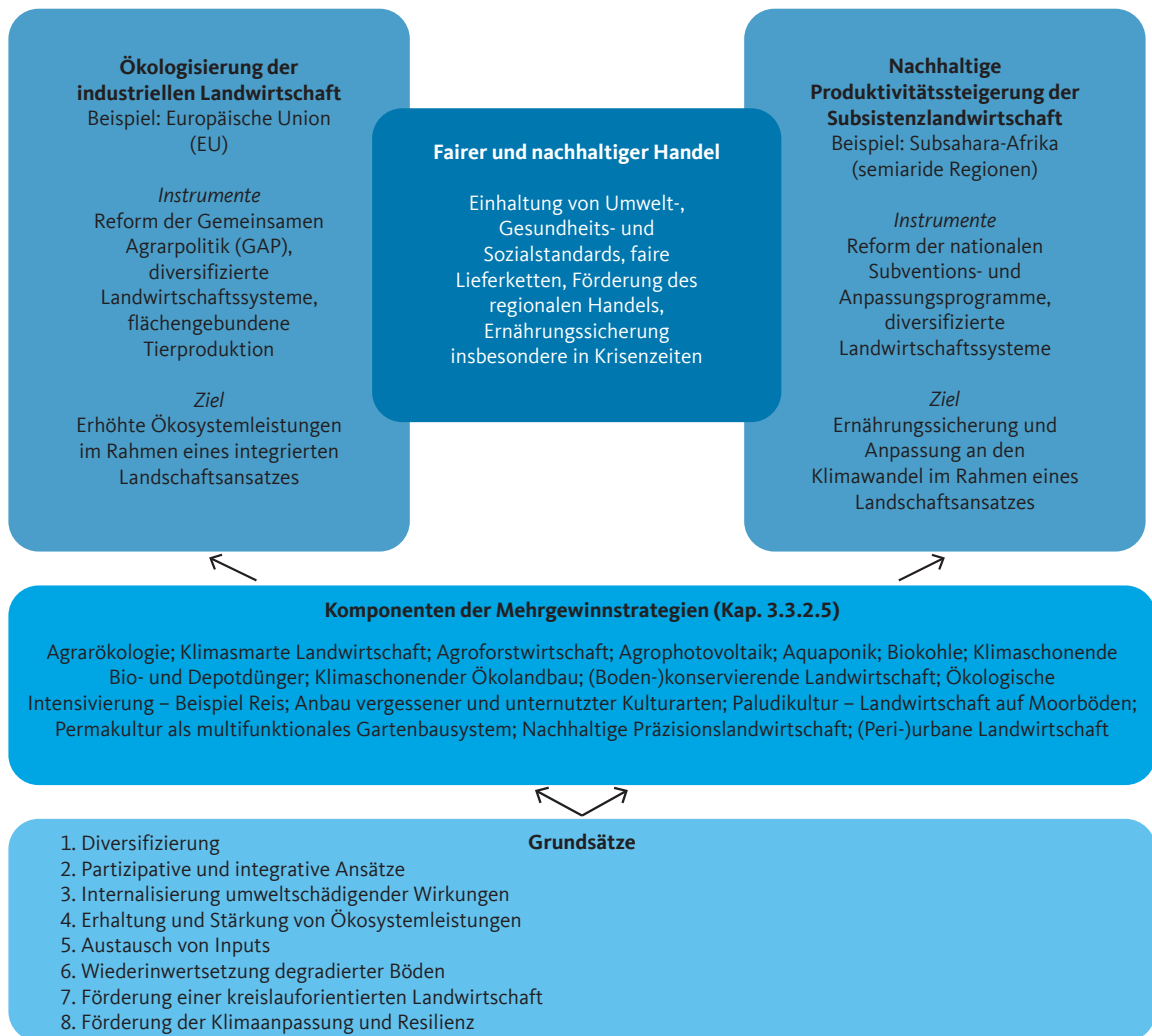 Ökologisierung der
industriellen Landwirtschaft
Beispiel: Europäische Union
(EU)
Instrumente
Reform der Gemeinsamen
Agrarpolitik (GAP),
diversifizierte
Landwirtschaftssysteme,
flächengebundene
Tierproduktion
Ziel
Erhöhte Ökosystemleistungen
im Rahmen eines integrierten
Landschaftsansatzes
Fairer und nachhaltiger Handel
Einhaltung von Umwelt-,
Gesundheits- und
Sozialstandards, faire
Lieferketten, Förderung des
regionalen Handels,
Ernährungssicherung
insbesondere in Krisenzeiten
Nachhaltige
Produktivitätssteigerung der
Subsistenzlandwirtschaft
Beispiel: Subsahara-Afrika
(semiaride Regionen)
Instrumente
Reform der nationalen
Subventions- und
Anpassungsprogramme,
diversifizierte
Landwirtschaftssysteme
Ziel
Ernährungssicherung und
Anpassung an den
Klimawandel im Rahmen eines
Landschaftsansatzes
Komponenten der Mehrgewinnstrategien (Kap. 3.3.2.5)
Agrarökologie; Klimasmarte Landwirtschaft; Agroforstwirtschaft; Agrophotovoltaik; Aquaponik; Biokohle; Klimaschonende
Bio- und Depotdünger; Klimaschonender Ökolandbau; (Boden-)konservierende Landwirtschaft; Ökologische
Intensivierung – Beispiel Reis; Anbau vergessener und unternutzter Kulturarten; Paludikultur – Landwirtschaft auf Moorböden;
Permakultur als multifunktionales Gartenbausystem; Nachhaltige Präzisionslandwirtschaft; (Peri-)urbane Landwirtschaft
Grundsätze
1. Diversifizierung
2. Partizipative und integrative Ansätze
3. Internalisierung umweltschädigender Wirkungen
4. Erhaltung und Stärkung von Ökosystemleistungen
5. Austausch von Inputs
6. Wiederinwertsetzung degradierter Böden
7. Förderung einer kreislauforientierten Landwirtschaft
8. Förderung der Klimaanpassung und Resilienz